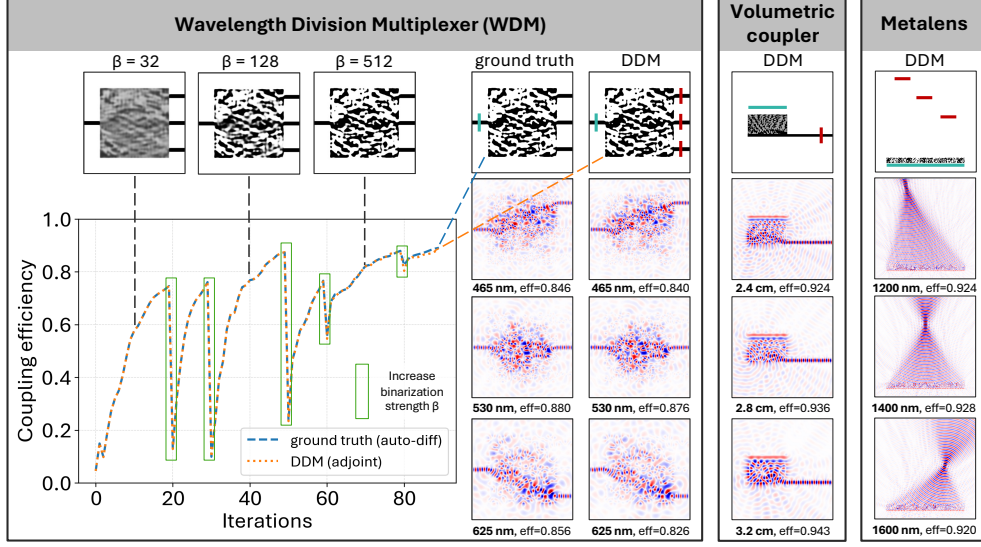 Wavelength Division Multiplexer (WDM)
β = 32
β = 128
β = 512
ground truth
DDM
1.0
0.8
0.6
0.4
0.2
0.0
Coupling efficiency
0
20
40
60
80
Iterations
Increase
binarization
strength β
ground truth (auto-diff)
DDM (adjoint)
465 nm, eff=0.846
465 nm, eff=0.840
530 nm, eff=0.880
530 nm, eff=0.876
625 nm, eff=0.856
625 nm, eff=0.826
Volumetric
coupler
DDM
2.4 cm, eff=0.924
2.8 cm, eff=0.936
3.2 cm, eff=0.943
Metalens
DDM
1200 nm, eff=0.924
1400 nm, eff=0.928
1600 nm, eff=0.920